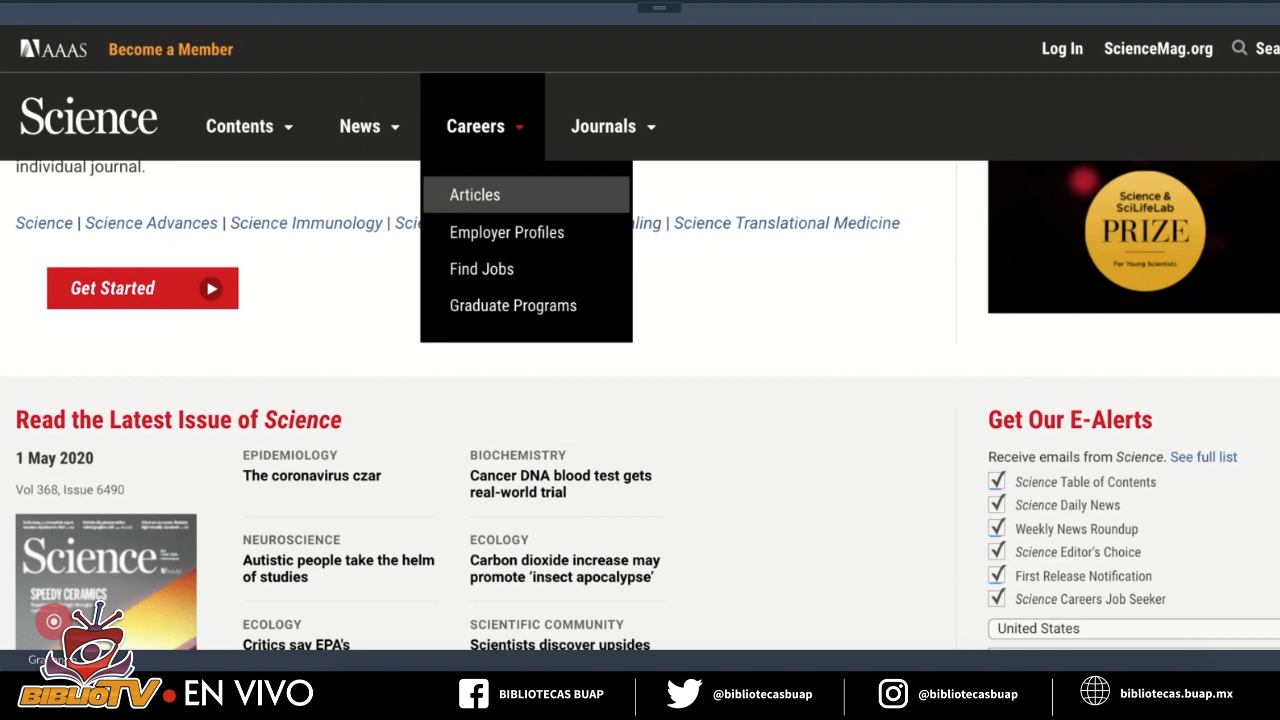 AAAS Become a Member Log In ScienceMag.org
Science Contents News Careers Journals
individual journal.
Articles
Science | Science Advances | Science Immunology | | Science Translational Medicine
Employer Profiles
Science &
SciLifeLab
PRIZE
For Young Scientists
Get Started
Find Jobs
Graduate Programs
Read the Latest Issue of Science
1 May 2020
Vol 368, Issue 6490
Science
AAAS
SPEEDY CERAMICS
EPIDEMIOLOGY
The coronavirus czar
NEUROSCIENCE
Autistic people take the helm
of studies
ECOLOGY
Critics say EPA's
BIOCHEMISTRY
Cancer DNA blood test gets
real-world trial
ECOLOGY
Carbon dioxide increase may
promote ‘insect apocalypse’
SCIENTIFIC COMMUNITY
Scientists discover upsides
Get Our E-Alerts
Receive emails from Science. See full list
Science Table of Contents
Science Daily News
Weekly News Roundup
Science Editor's Choice
First Release Notification
Science Careers Job Seeker
United States
BIBLIOTV EN VIVO
BIBLIOTECAS BUAP
@bibliotecasbuap
@bibliotecasbuap
bibliotecas.buap.mx